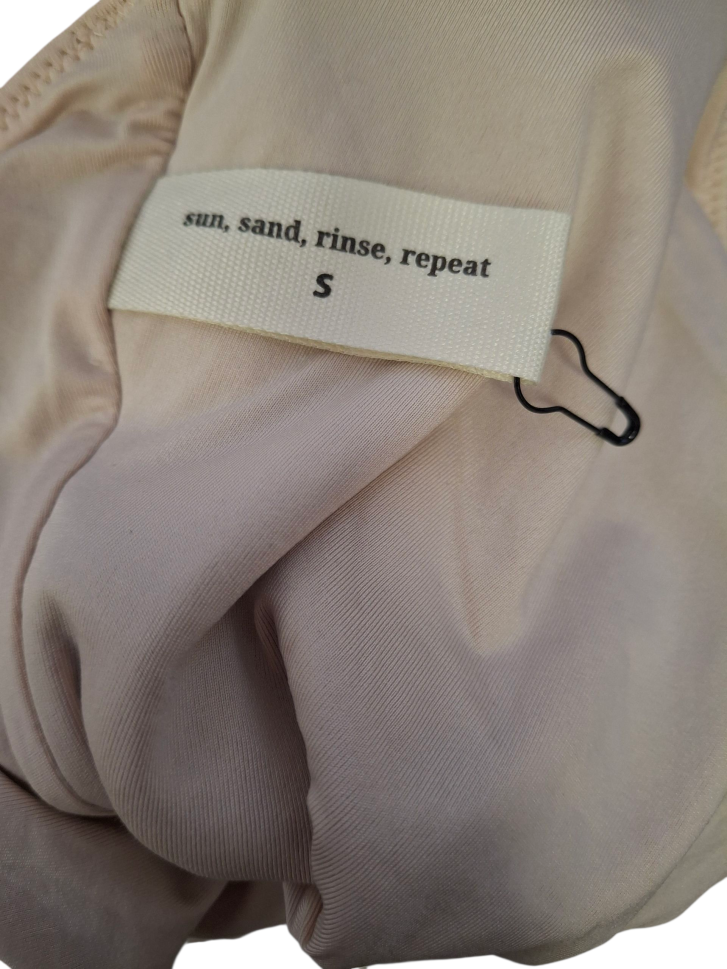 sun, sand, rinse, repeat
S